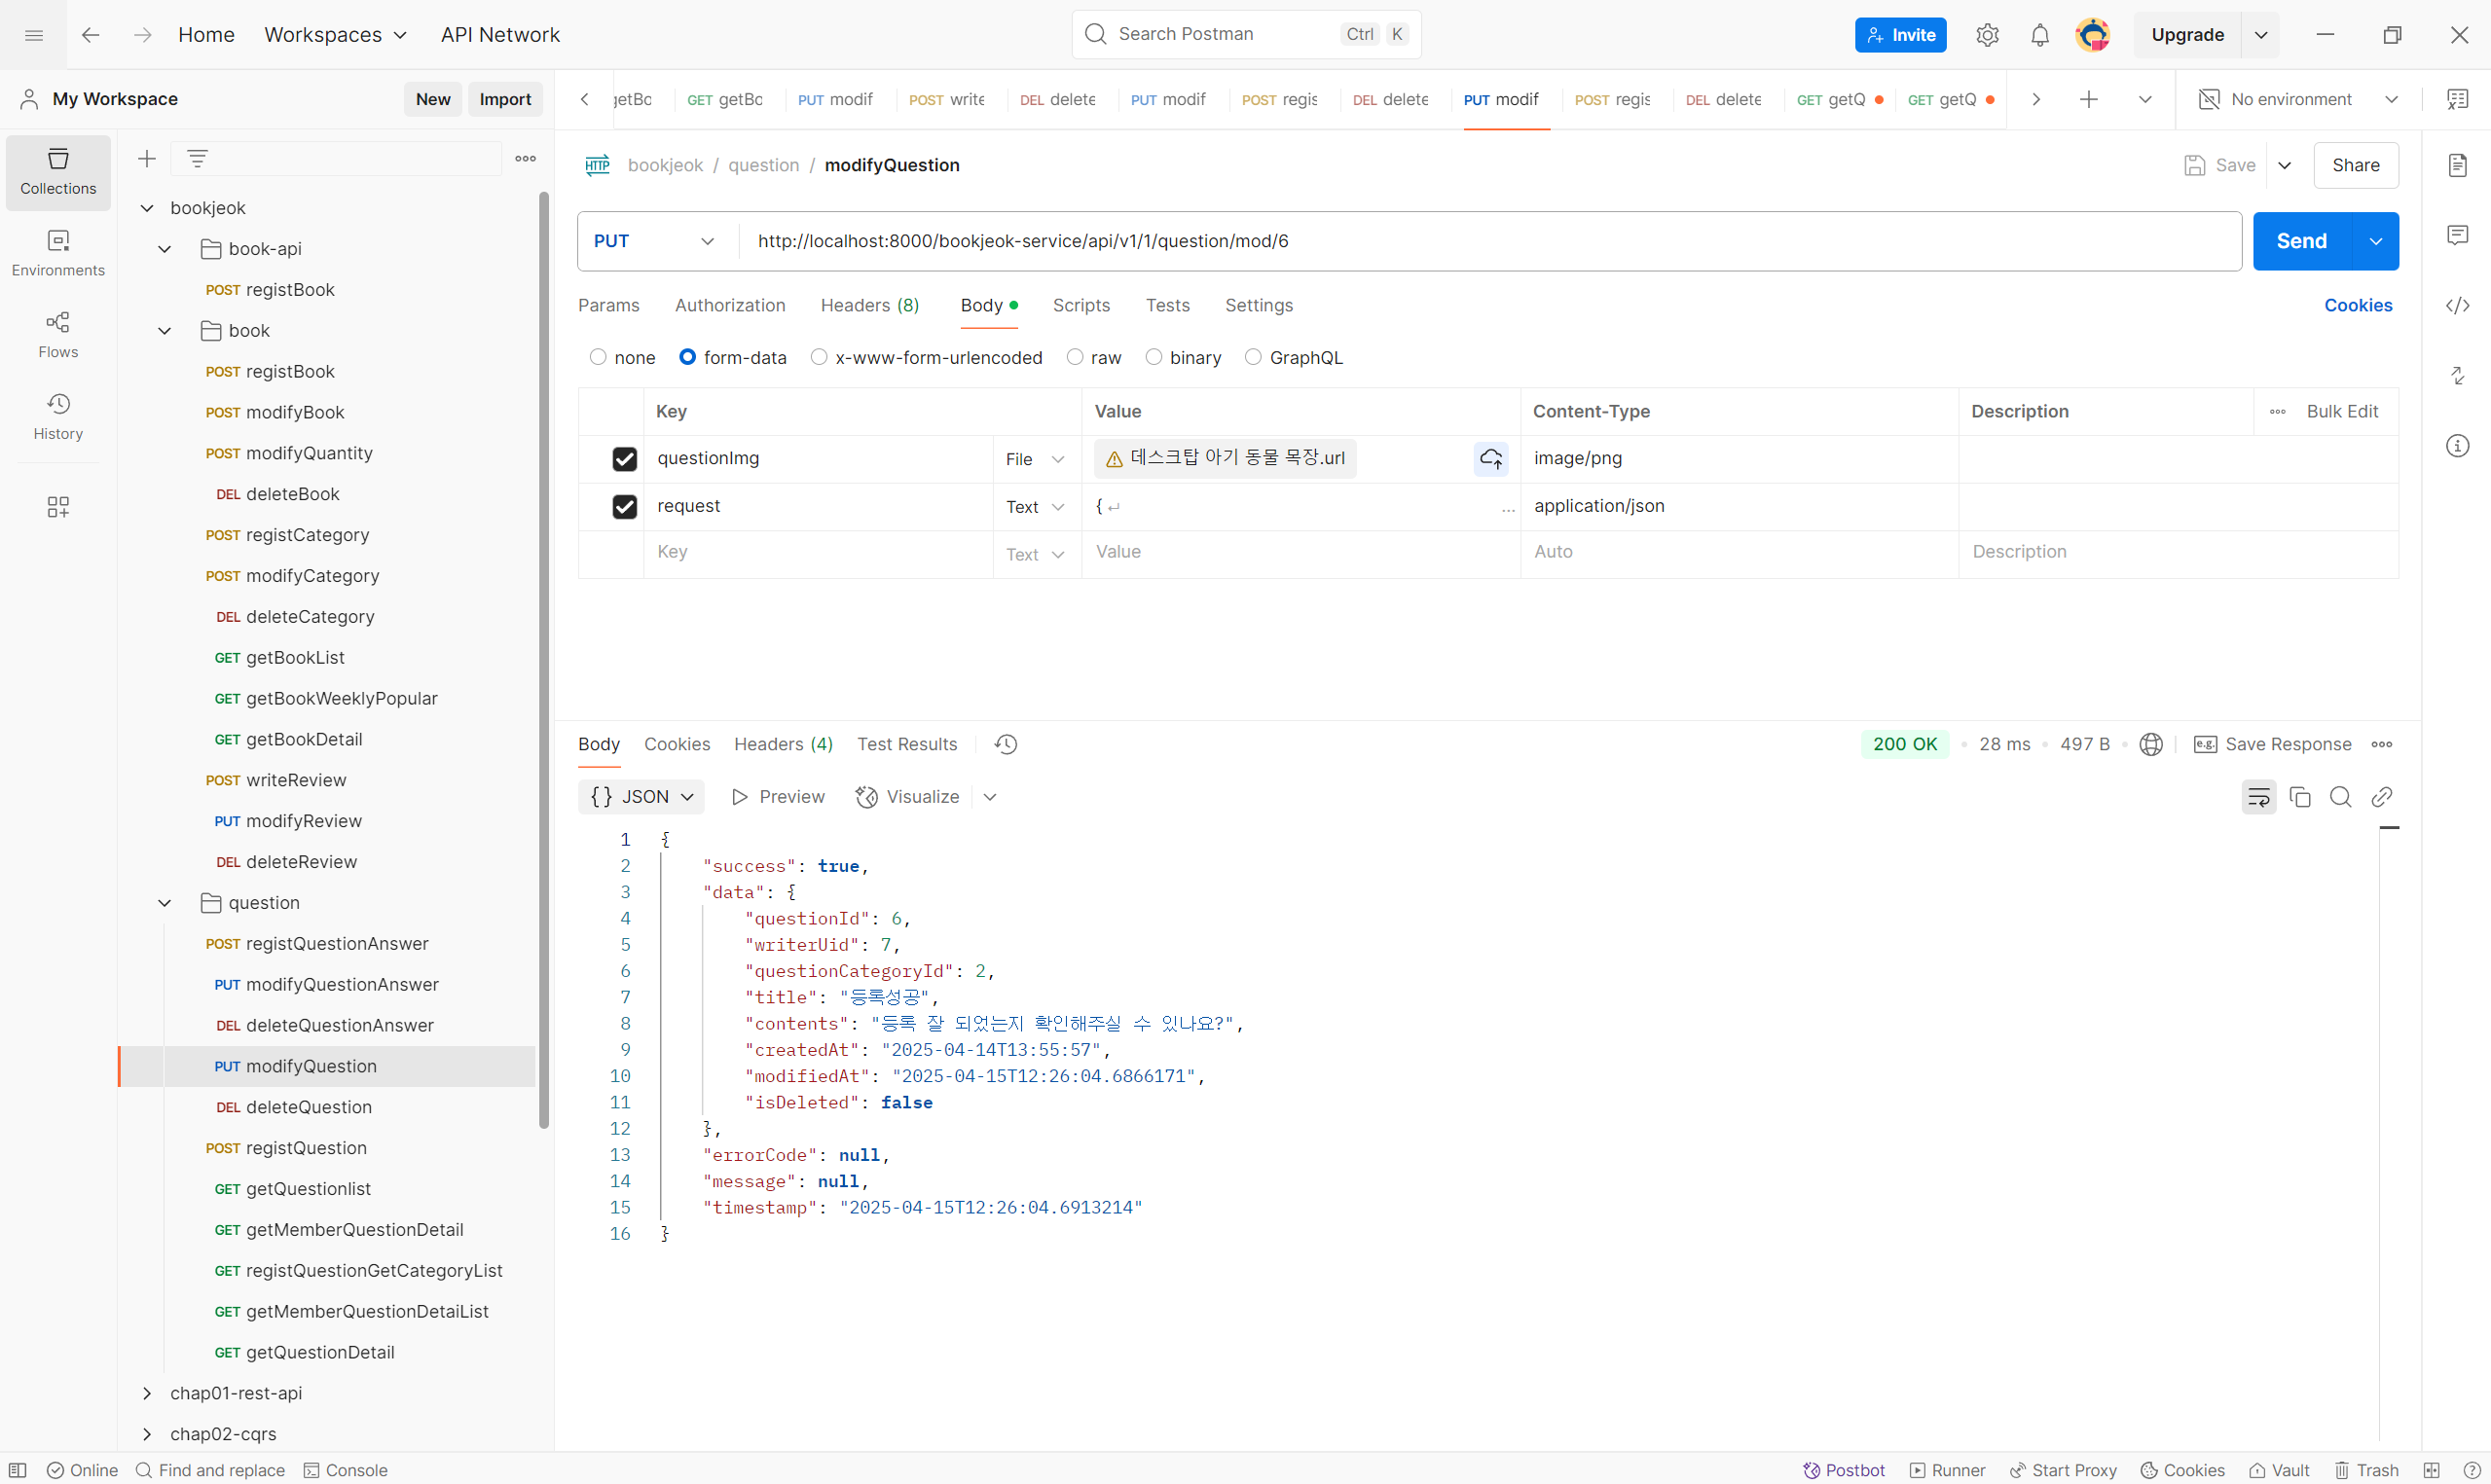 Home Workspaces API Network Search Postman Ctrl K Invite Upgrade
My Workspace New Import
getBo GET getBo PUT modif POST write DEL delete PUT modif POST regis DEL delete PUT modif POST regis DEL delete GET getQ GET getQ No environment
Collections
Environments
Flows
History
bookjeok
book-api
POST registBook
book
POST registBook
POST modifyBook
POST modifyQuantity
DEL deleteBook
POST registCategory
POST modifyCategory
DEL deleteCategory
GET getBookList
GET getBookWeeklyPopular
GET getBookDetail
POST writeReview
PUT modifyReview
DEL deleteReview
question
POST registQuestionAnswer
PUT modifyQuestionAnswer
DEL deleteQuestionAnswer
PUT modifyQuestion
DEL deleteQuestion
POST registQuestion
GET getQuestionlist
GET getMemberQuestionDetail
GET registQuestionGetCategoryList
GET getMemberQuestionDetaiList
GET getQuestionDetail
chap01-rest-api
chap02-cqrs
HTTP bookjeok / question / modifyQuestion Save Share
PUT http://localhost:8000/bookjeok-service/api/v1/1/question/mod/6 Send
Params Authorization Headers (8) Body Scripts Tests Settings Cookies
none form-data x-www-form-urlencoded raw binary GraphQL
Key Value Content-Type Description Bulk Edit
questionImg File 데스크탑 아기 동물 목장.url image/png
request Text { ↵ ... application/json
Key Text Value Auto Description
Body Cookies Headers (4) Test Results 200 OK 28 ms 497 B e.g. Save Response
{} JSON Preview Visualize
1 {
2 "success": true,
3 "data": {
4 "questionId": 6,
5 "writerUid": 7,
6 "questionCategoryId": 2,
7 "title": "등록성공",
8 "contents": "등록 잘 되었는지 확인해주실 수 있나요?",
9 "createdAt": "2025-04-14T13:55:57",
10 "modifiedAt": "2025-04-15T12:26:04.6866171",
11 "isDeleted": false
12 },
13 "errorCode": null,
14 "message": null,
15 "timestamp": "2025-04-15T12:26:04.6913214"
16 }
Online Find and replace Console Postbot Runner Start Proxy Cookies Vault Trash